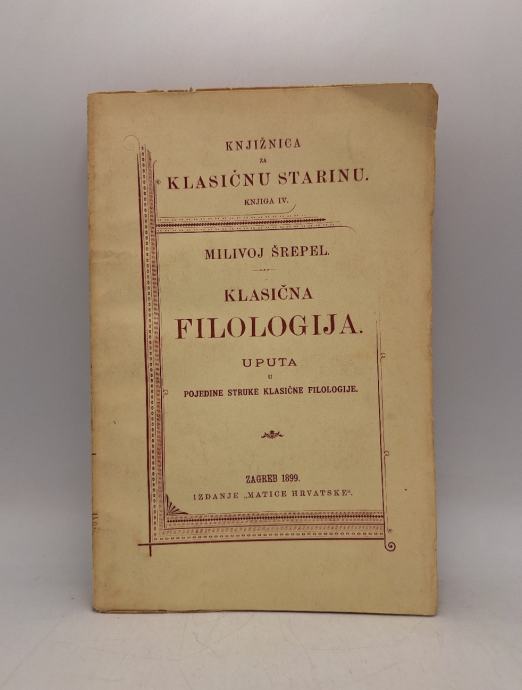 KNJIŽNICA
ZA
KLASIČNU STARINU.
KNJIGA IV.
MILIVOJ ŠREPEL.
KLASIČNA
FILOLOGIJA.
UPUTA
U
POJEDINE STRUKE KLASIČNE FILOLOGIJE.
ZAGREB 1899.
IZDANJE „MATICE HRVATSKE“.